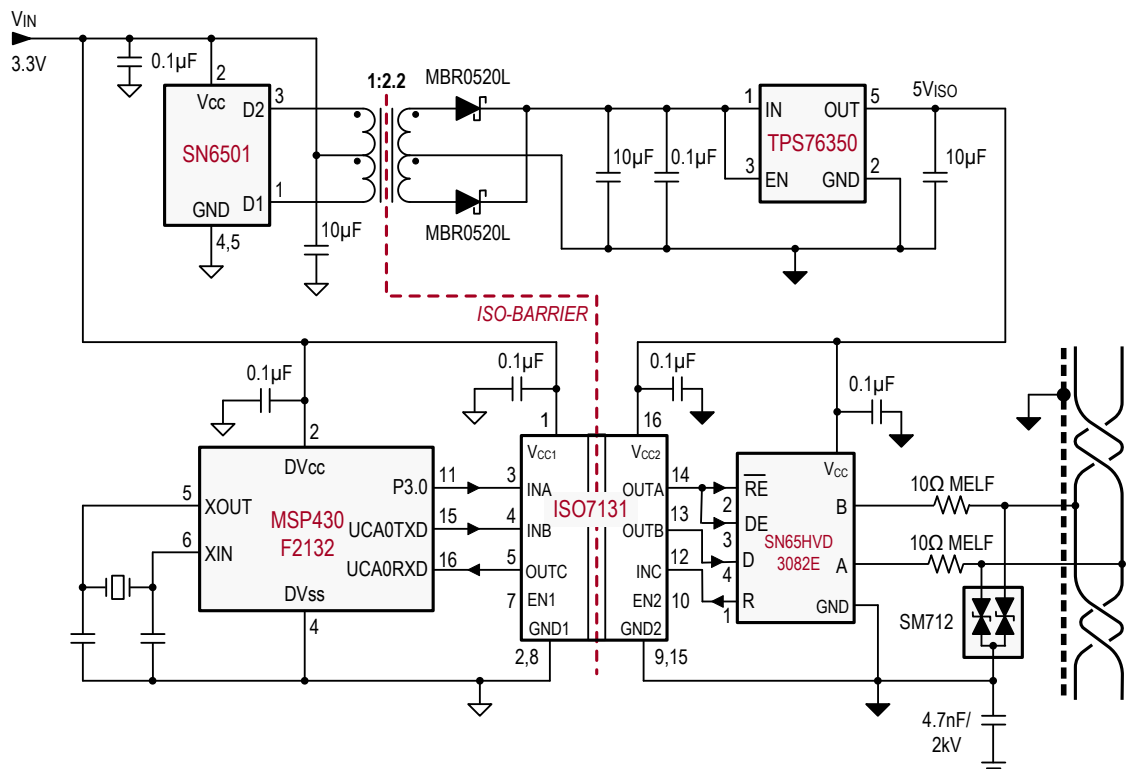 VIN
3.3V
0.1µF
2
Vcc
D2
3
SN6501
D1
1
GND
4,5
10µF
1:2.2
MBR0520L
MBR0520L
10µF
0.1µF
1
IN
OUT
5
TPS76350
3
EN
GND
2
5VISO
10µF
ISO-BARRIER
0.1µF
2
DVcc
5
XOUT
P3.0
11
MSP430
F2132
UCA0TXD
15
6
XIN
UCA0RXD
16
DVss
4
0.1µF
1
VCC1
3
INA
4
INB
5
OUTC
7
EN1
GND1
2,8
ISO7131
0.1µF
16
VCC2
OUTA
14
OUTB
13
INC
12
EN2
10
GND2
9,15
0.1µF
VCC
RE
2
DE
3
D
4
R
1
SN65HVD
3082E
B
A
GND
10Ω MELF
10Ω MELF
SM712
4.7nF/
2kV